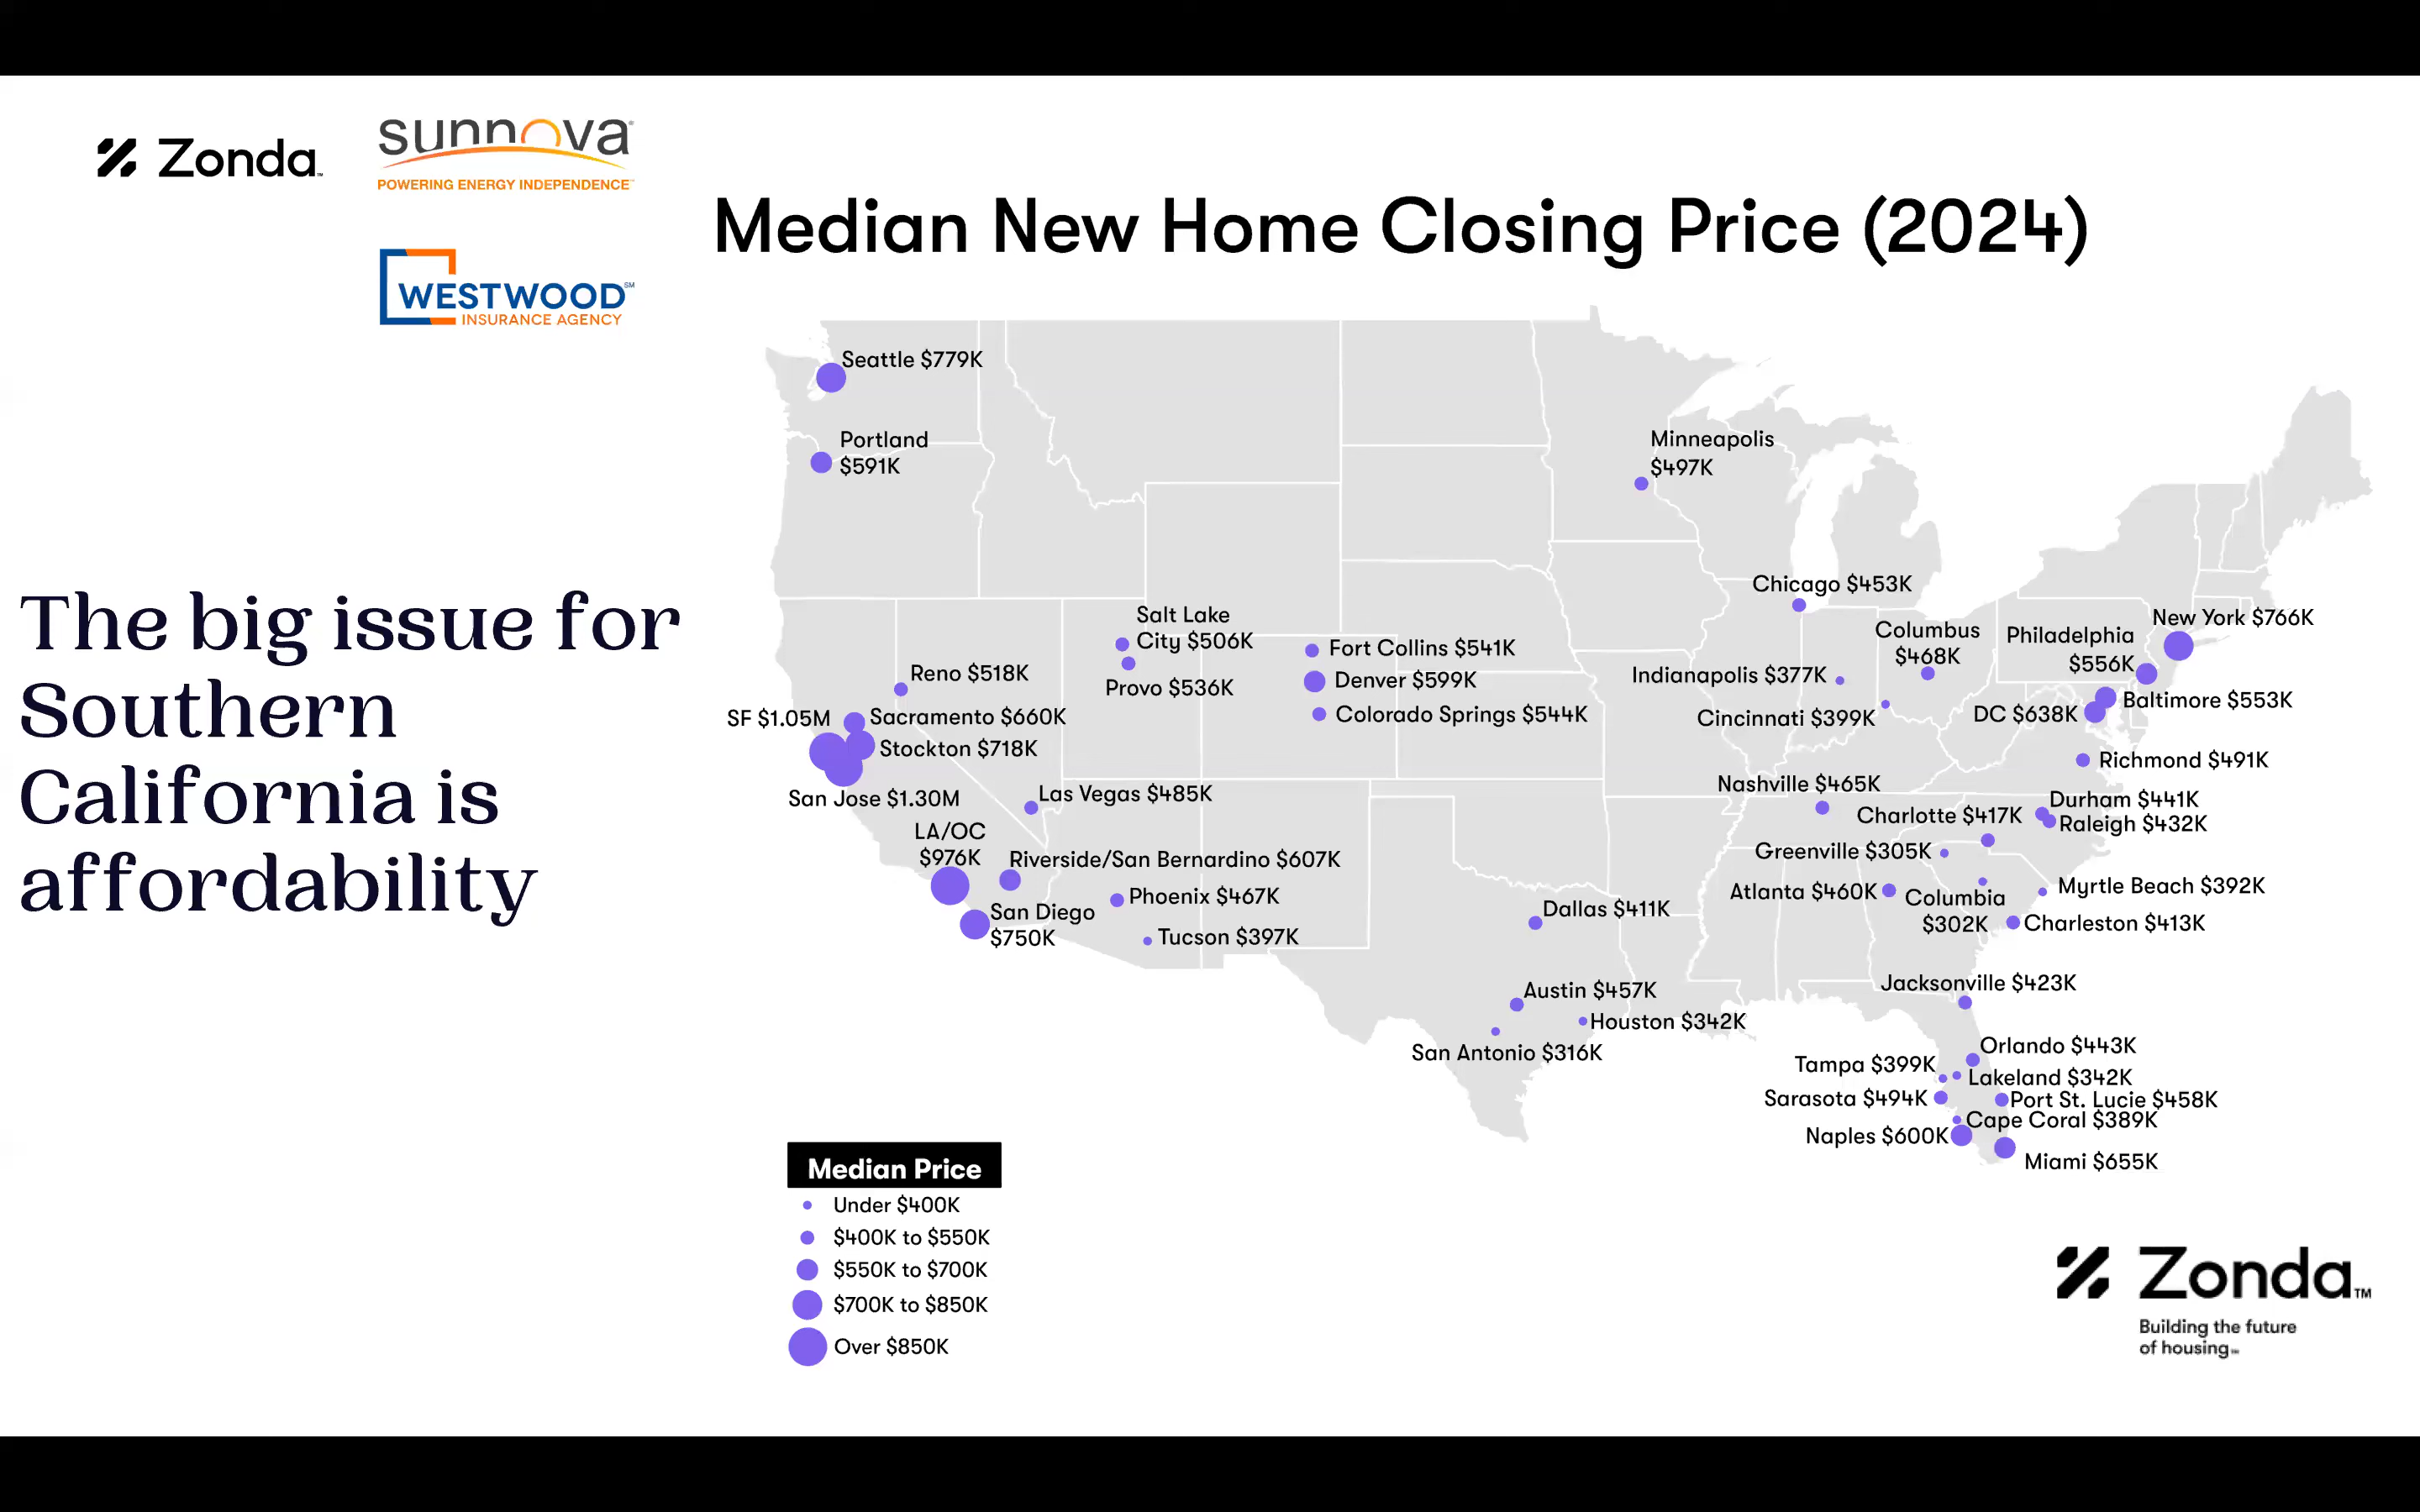 Zonda™
sunnova®
POWERING ENERGY INDEPENDENCE™
WESTWOOD℠
INSURANCE AGENCY
Median New Home Closing Price (2024)
The big issue for
Southern
California is
affordability
Seattle $779K
Portland
$591K
Minneapolis
$497K
Chicago $453K
Salt Lake
City $506K
Provo $536K
Fort Collins $541K
Denver $599K
Colorado Springs $544K
Reno $518K
SF $1.05M
Sacramento $660K
Stockton $718K
San Jose $1.30M
Las Vegas $485K
LA/OC
$976K
Riverside/San Bernardino $607K
San Diego
$750K
Phoenix $467K
Tucson $397K
Columbus
$468K
Philadelphia
$556K
New York $766K
Indianapolis $377K
Cincinnati $399K
DC $638K
Baltimore $553K
Richmond $491K
Nashville $465K
Charlotte $417K
Durham $441K
Raleigh $432K
Greenville $305K
Atlanta $460K
Columbia
$302K
Myrtle Beach $392K
Charleston $413K
Dallas $411K
Austin $457K
Houston $342K
San Antonio $316K
Jacksonville $423K
Orlando $443K
Tampa $399K
Lakeland $342K
Sarasota $494K
Port St. Lucie $458K
Cape Coral $389K
Naples $600K
Miami $655K
Median Price
Under $400K
$400K to $550K
$550K to $700K
$700K to $850K
Over $850K
Zonda™
Building the future
of housing℠